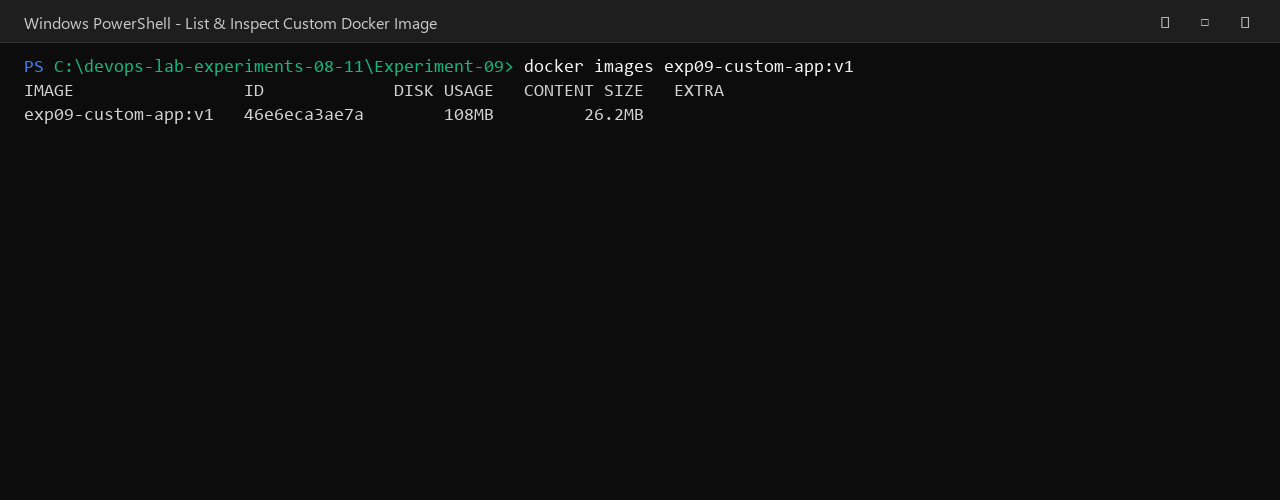 Windows PowerShell - List & Inspect Custom Docker Image
PS C:\devops-lab-experiments-08-11\Experiment-09> docker images exp09-custom-app:v1
IMAGE                 ID             DISK USAGE   CONTENT SIZE   EXTRA
exp09-custom-app:v1   46e6eca3ae7a        108MB         26.2MB